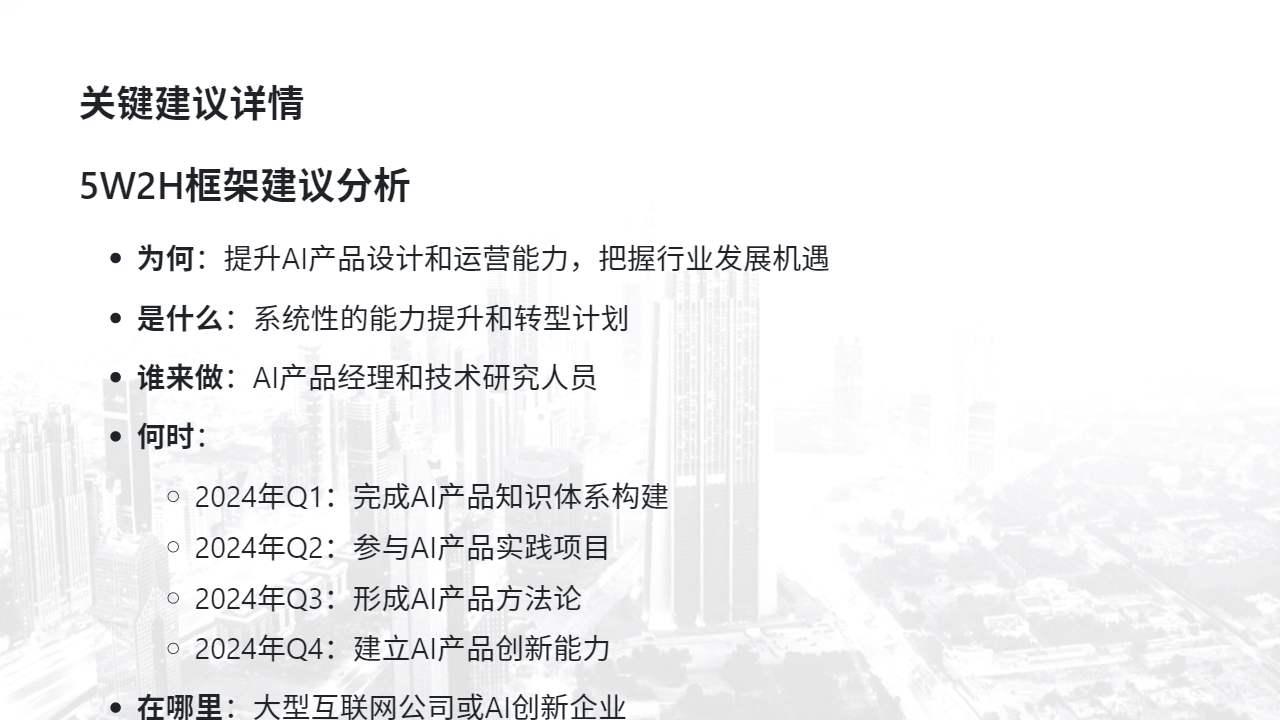 关键建议详情
5W2H框架建议分析
为何：提升AI产品设计和运营能力，把握行业发展机遇
是什么：系统性的能力提升和转型计划
谁来做：AI产品经理和技术研究人员
何时：
2024年Q1：完成AI产品知识体系构建
2024年Q2：参与AI产品实践项目
2024年Q3：形成AI产品方法论
2024年Q4：建立AI产品创新能力
在哪里：大型互联网公司或AI创新企业